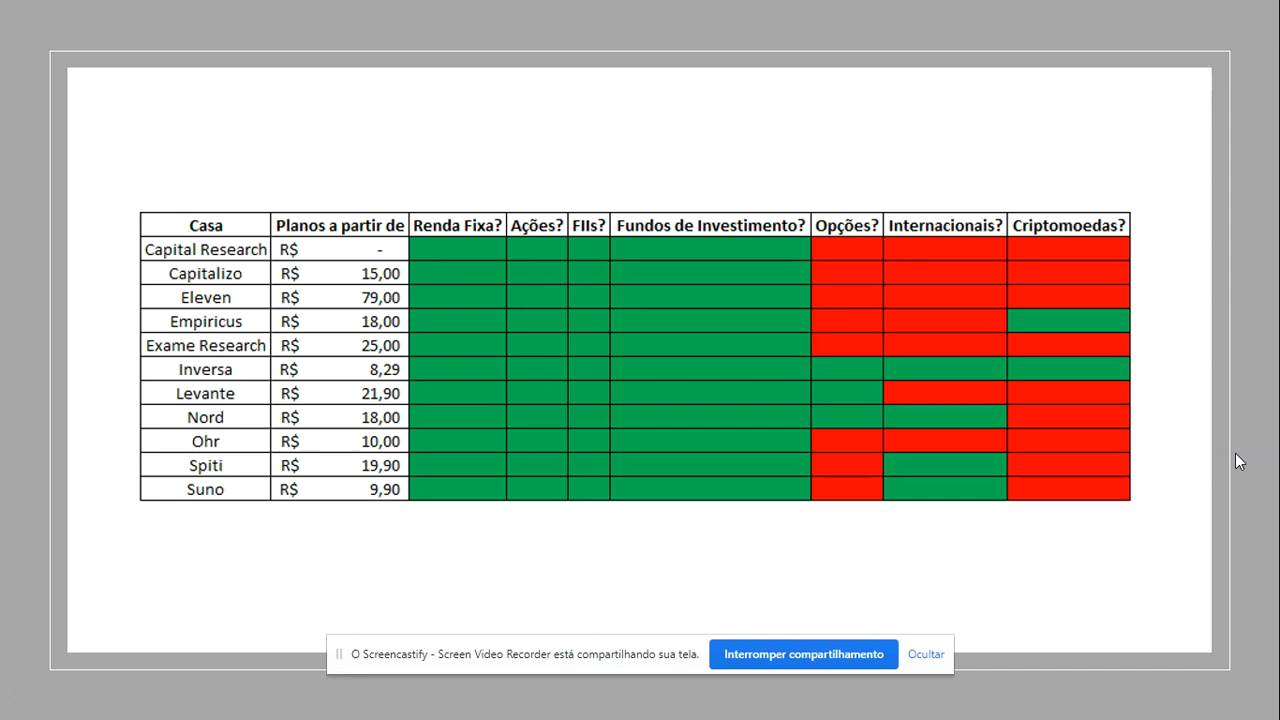 Casa Planos a partir de Renda Fixa? Ações? FIIs? Fundos de Investimento? Opções? Internacionais? Criptomoedas?
Capital Research R$ -
Capitalizo R$ 15,00
Eleven R$ 79,00
Empiricus R$ 18,00
Exame Research R$ 25,00
Inversa R$ 8,29
Levante R$ 21,90
Nord R$ 18,00
Ohr R$ 10,00
Spiti R$ 19,90
Suno R$ 9,90
O Screencastify - Screen Video Recorder está compartilhando sua tela. Interromper compartilhamento Ocultar